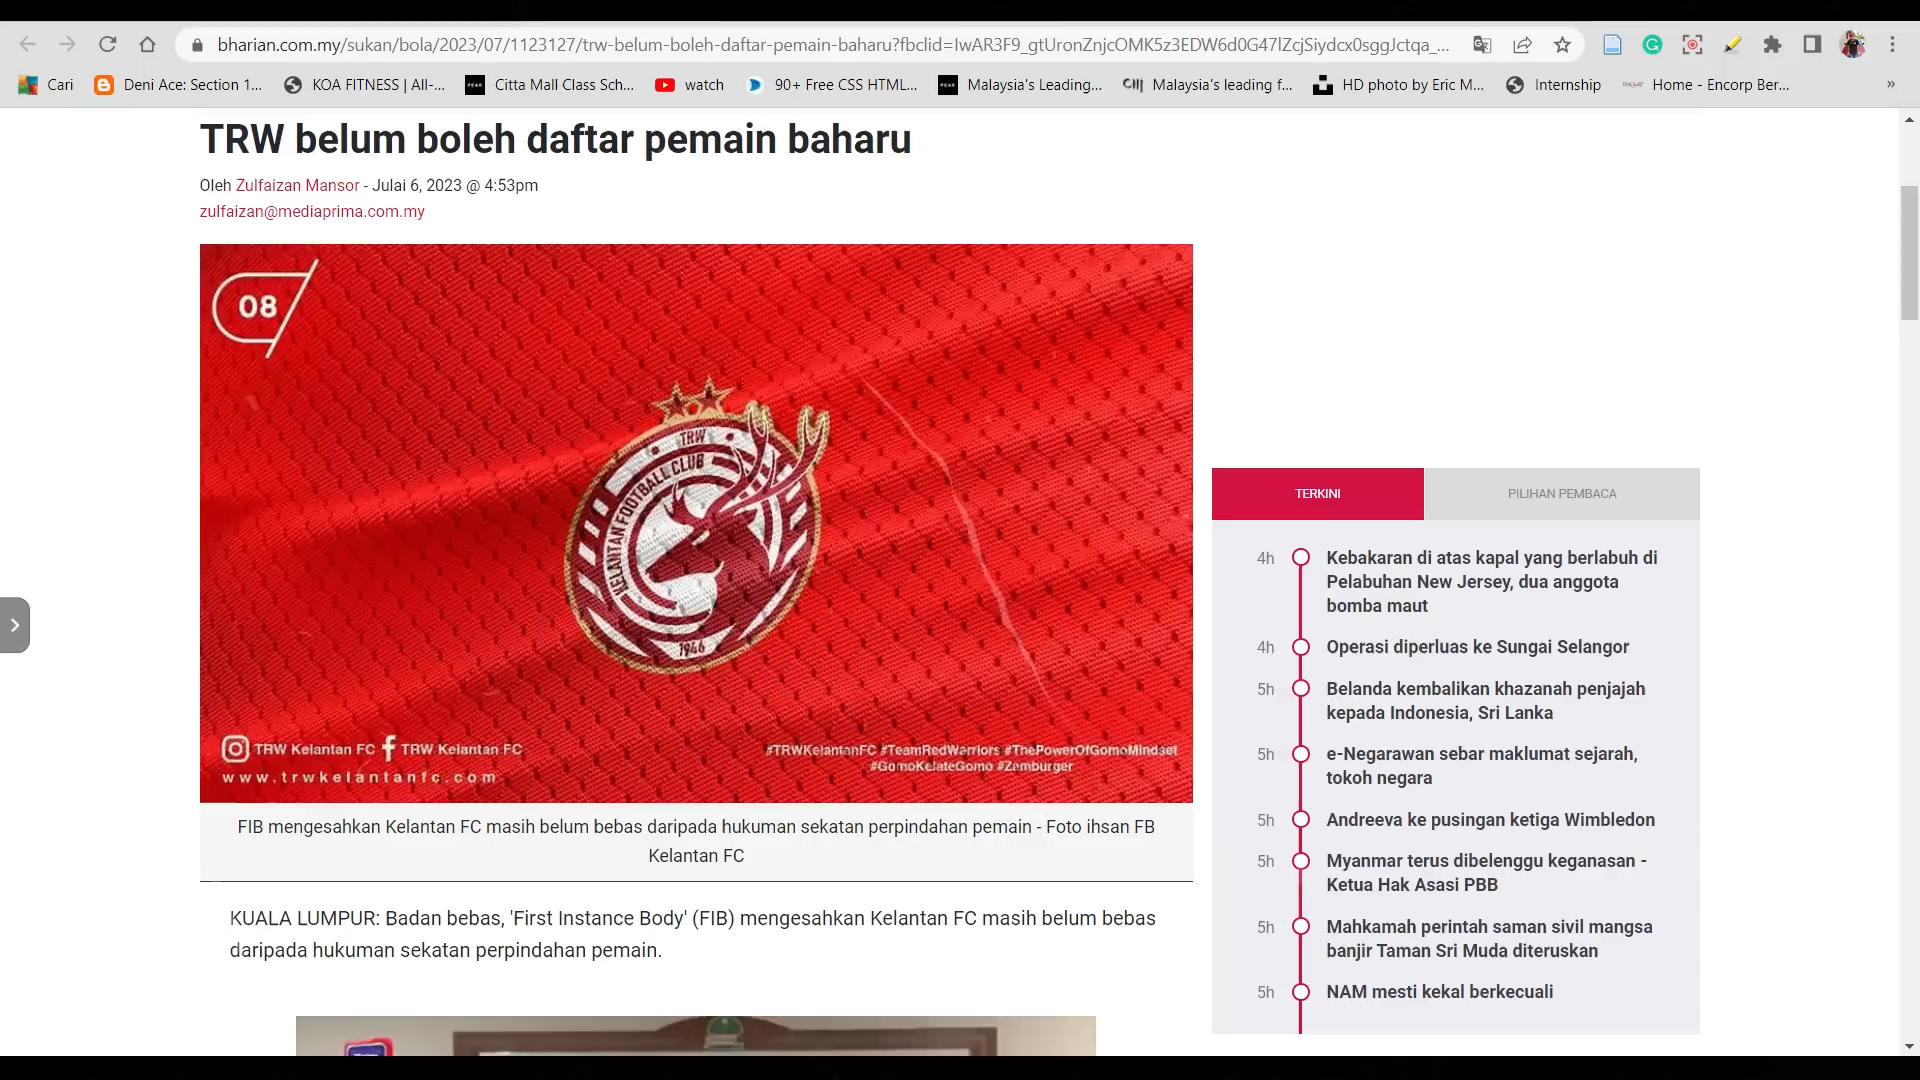 bharian.com.my/sukan/bola/2023/07/1123127/trw-belum-boleh-daftar-pemain-baharu?fbclid=IwAR3F9_gtUronZnjcOMK5z3EDW6d0G47lZcjSiydcx0sggJctqa_...
Cari
Deni Ace: Section 1...
KOA FITNESS | All-...
Citta Mall Class Sch...
watch
90+ Free CSS HTML...
Malaysia's Leading...
Malaysia's leading f...
HD photo by Eric M...
Internship
Home - Encorp Ber...
TRW belum boleh daftar pemain baharu
Oleh Zulfaizan Mansor - Julai 6, 2023 @ 4:53pm
zulfaizan@mediaprima.com.my
08
TRW
KELANTAN FOOTBALL CLUB
1946
TRW Kelantan FC TRW Kelantan FC
www.trwkelantanfc.com
#TRWKelantanFC #TeamRedWarriors #ThePowerOfGomoMindset
#GomoKelateGomo #Zemburger
FIB mengesahkan Kelantan FC masih belum bebas daripada hukuman sekatan perpindahan pemain - Foto ihsan FB
Kelantan FC
KUALA LUMPUR: Badan bebas, 'First Instance Body' (FIB) mengesahkan Kelantan FC masih belum bebas
daripada hukuman sekatan perpindahan pemain.
TERKINI
PILIHAN PEMBACA
4h Kebakaran di atas kapal yang berlabuh di
Pelabuhan New Jersey, dua anggota
bomba maut
4h Operasi diperluas ke Sungai Selangor
5h Belanda kembalikan khazanah penjajah
kepada Indonesia, Sri Lanka
5h e-Negarawan sebar maklumat sejarah,
tokoh negara
5h Andreeva ke pusingan ketiga Wimbledon
5h Myanmar terus dibelenggu keganasan -
Ketua Hak Asasi PBB
5h Mahkamah perintah saman sivil mangsa
banjir Taman Sri Muda diteruskan
5h NAM mesti kekal berkecuali